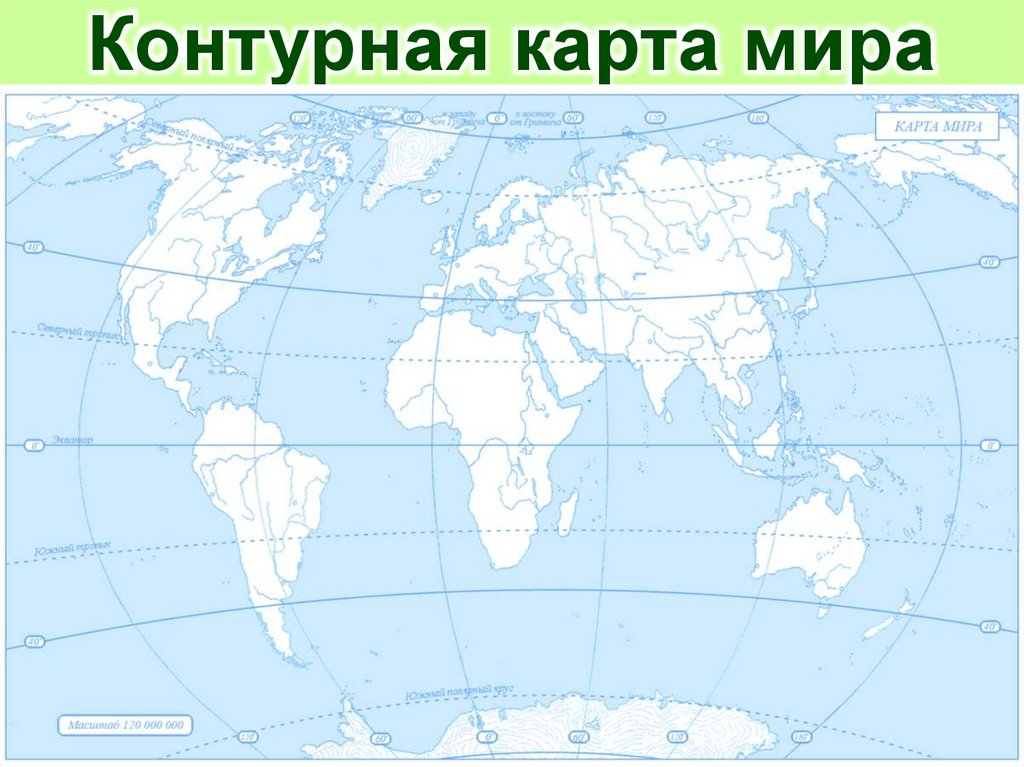 Контурная карта мира
120° 60° к западу от Гринвича 0° к востоку от Гринвича 60° 120° 180°
КАРТА МИРА
Северный полярный круг
40° 40°
Северный тропик
0° Экватор 0°
Южный тропик
40° 40°
Южный полярный круг
Масштаб 120 000 000
120° 60° 0° 60° 120° 180°